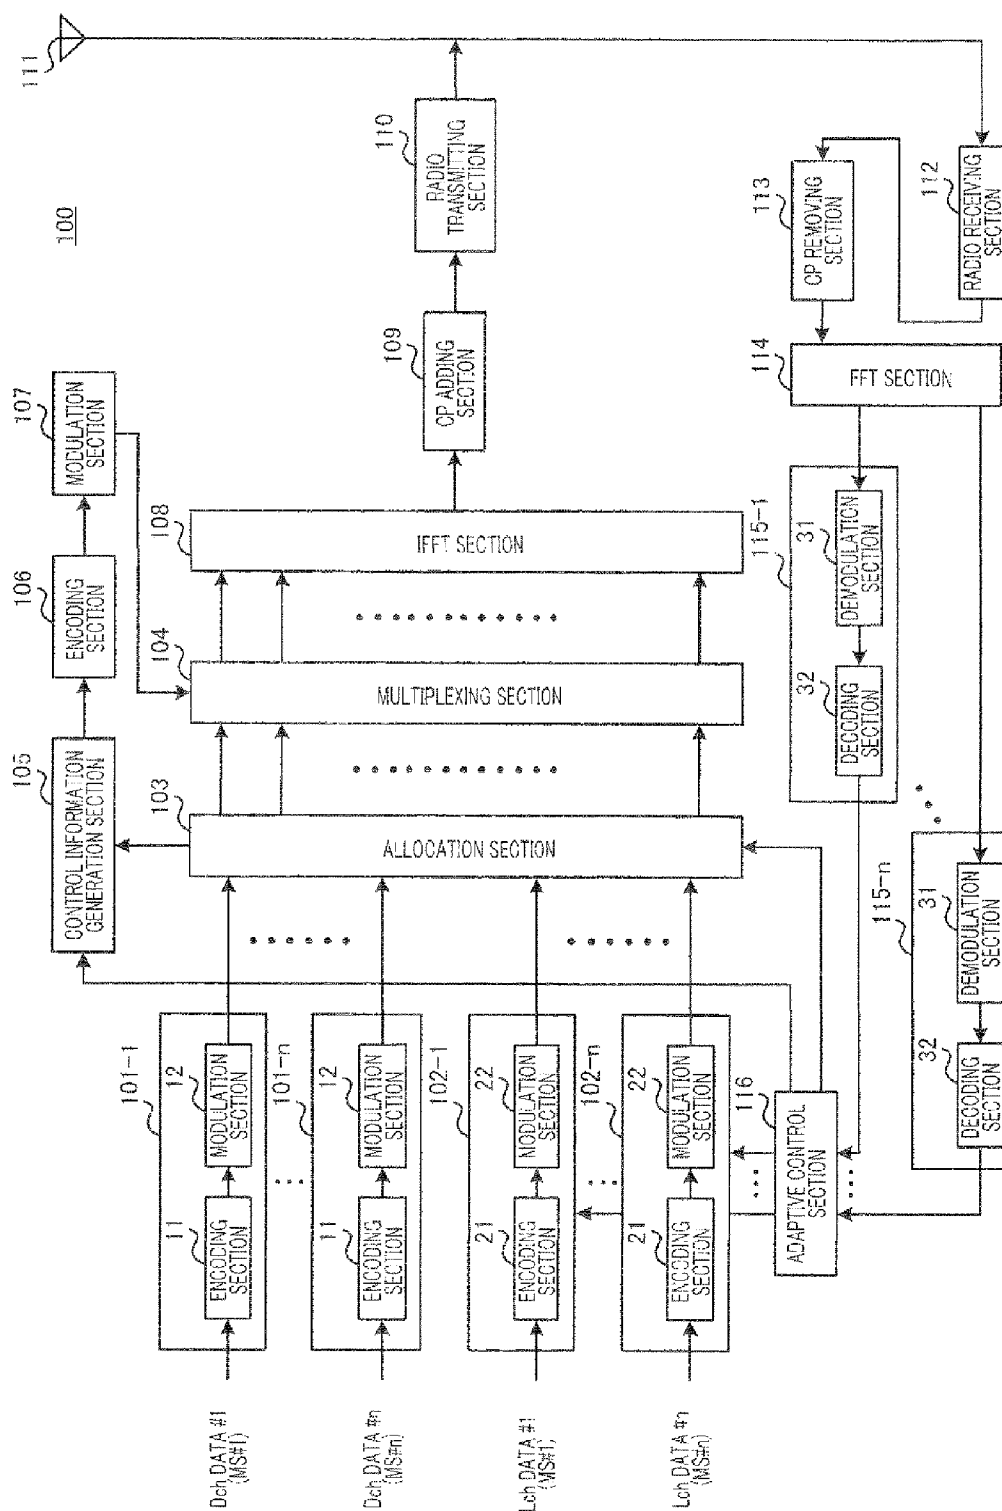 100
Dch DATA #1
(MS#1)
101-1
11
ENCODING
SECTION
12
MODULATION
SECTION
Dch DATA #n
(MS#n)
101-n
11
ENCODING
SECTION
12
MODULATION
SECTION
Lch DATA #1
(MS#1)
102-1
21
ENCODING
SECTION
22
MODULATION
SECTION
Lch DATA #n
(MS#n)
102-n
21
ENCODING
SECTION
22
MODULATION
SECTION
103
ALLOCATION SECTION
104
MULTIPLEXING SECTION
105
CONTROL INFORMATION
GENERATION SECTION
106
ENCODING
SECTION
107
MODULATION
SECTION
108
IFFT SECTION
109
CP ADDING
SECTION
110
RADIO
TRANSMITTING
SECTION
111
112
RADIO RECEIVING
SECTION
113
CP REMOVING
SECTION
114
FFT SECTION
115-1
31
DEMODULATION
SECTION
32
DECODING
SECTION
115-n
31
DEMODULATION
SECTION
32
DECODING
SECTION
116
ADAPTIVE CONTROL
SECTION